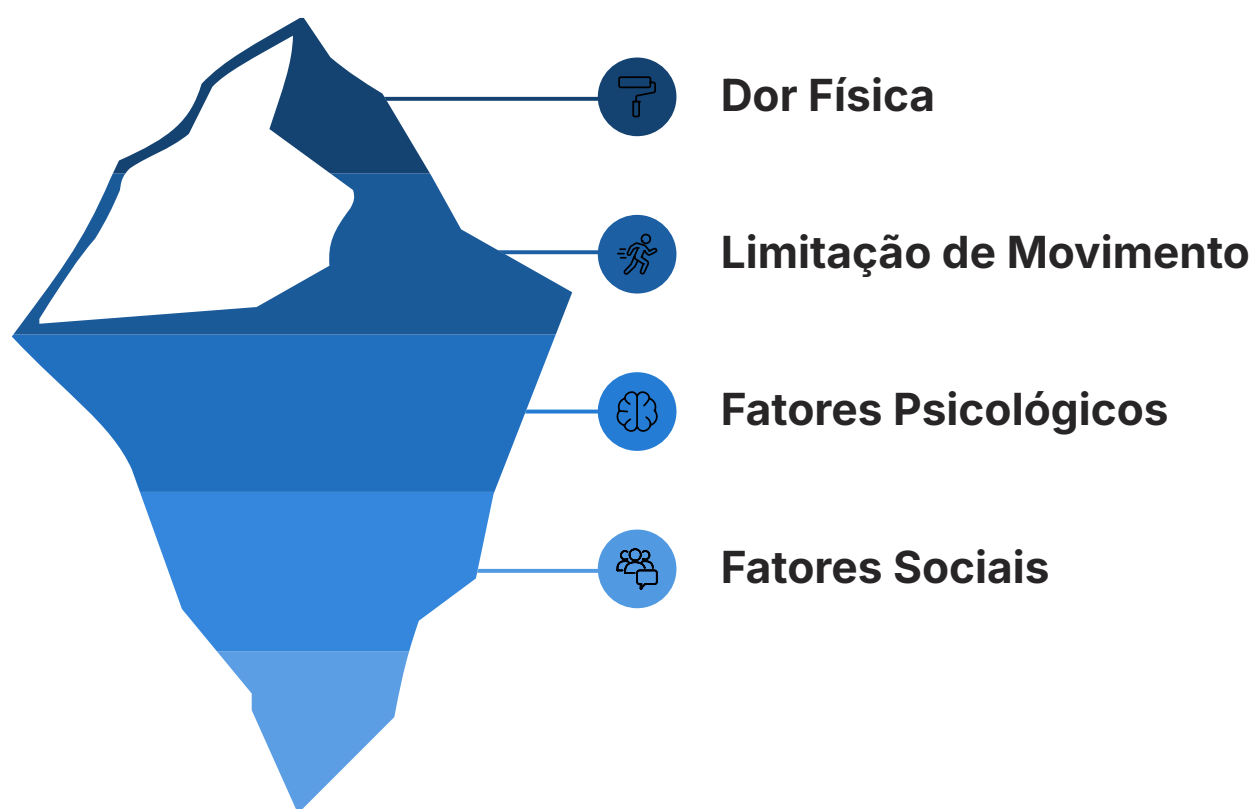 Dor Física
Limitação de Movimento
Fatores Psicológicos
Fatores Sociais